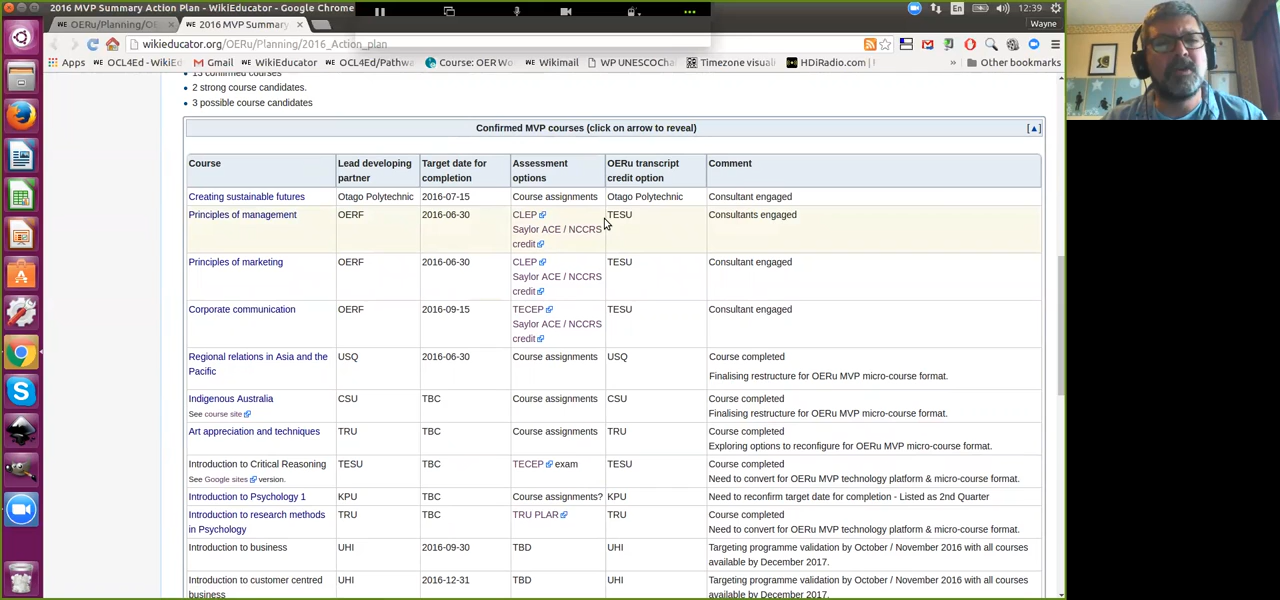 2016 MVP Summary Action Plan - WikiEducator - Google Chrome
En
12:39
WE OERu/Planning/OE
WE 2016 MVP Summary
Wayne
wikieducator.org/OERu/Planning/2016_Action_plan
Apps WE OCL4Ed - WikiEd Gmail WE WikiEducator WE OCL4Ed/Pathwa Course: OER Wo WE Wikimail WP UNESCOChai Timezone visuali HDiRadio.com | Other bookmarks
13 confirmed courses
2 strong course candidates.
3 possible course candidates
Confirmed MVP courses (click on arrow to reveal) [▲]
Course Lead developing partner Target date for completion Assessment options OERu transcript credit option Comment
Creating sustainable futures Otago Polytechnic 2016-07-15 Course assignments Otago Polytechnic Consultant engaged
Principles of management OERF 2016-06-30 CLEP TESU Consultants engaged
Saylor ACE / NCCRS
credit
Principles of marketing OERF 2016-06-30 CLEP TESU Consultant engaged
Saylor ACE / NCCRS
credit
Corporate communication OERF 2016-09-15 TECEP TESU Consultant engaged
Saylor ACE / NCCRS
credit
Regional relations in Asia and the Pacific USQ 2016-06-30 Course assignments USQ Course completed
Finalising restructure for OERu MVP micro-course format.
Indigenous Australia CSU TBC Course assignments CSU Course completed
See course site Finalising restructure for OERu MVP micro-course format.
Art appreciation and techniques TRU TBC Course assignments TRU Course completed
Exploring options to reconfigure for OERu MVP micro-course format.
Introduction to Critical Reasoning TESU TBC TECEP exam TESU Course completed
See Google sites version. Need to convert for OERu MVP technology platform & micro-course format.
Introduction to Psychology 1 KPU TBC Course assignments? KPU Need to reconfirm target date for completion - Listed as 2nd Quarter
Introduction to research methods in Psychology TRU TBC TRU PLAR TRU Course completed
Need to convert for OERu MVP technology platform & micro-course format.
Introduction to business UHI 2016-09-30 TBD UHI Targeting programme validation by October / November 2016 with all courses
available by December 2017.
Introduction to customer centred business UHI 2016-12-31 TBD UHI Targeting programme validation by October / November 2016 with all courses
available by December 2017.